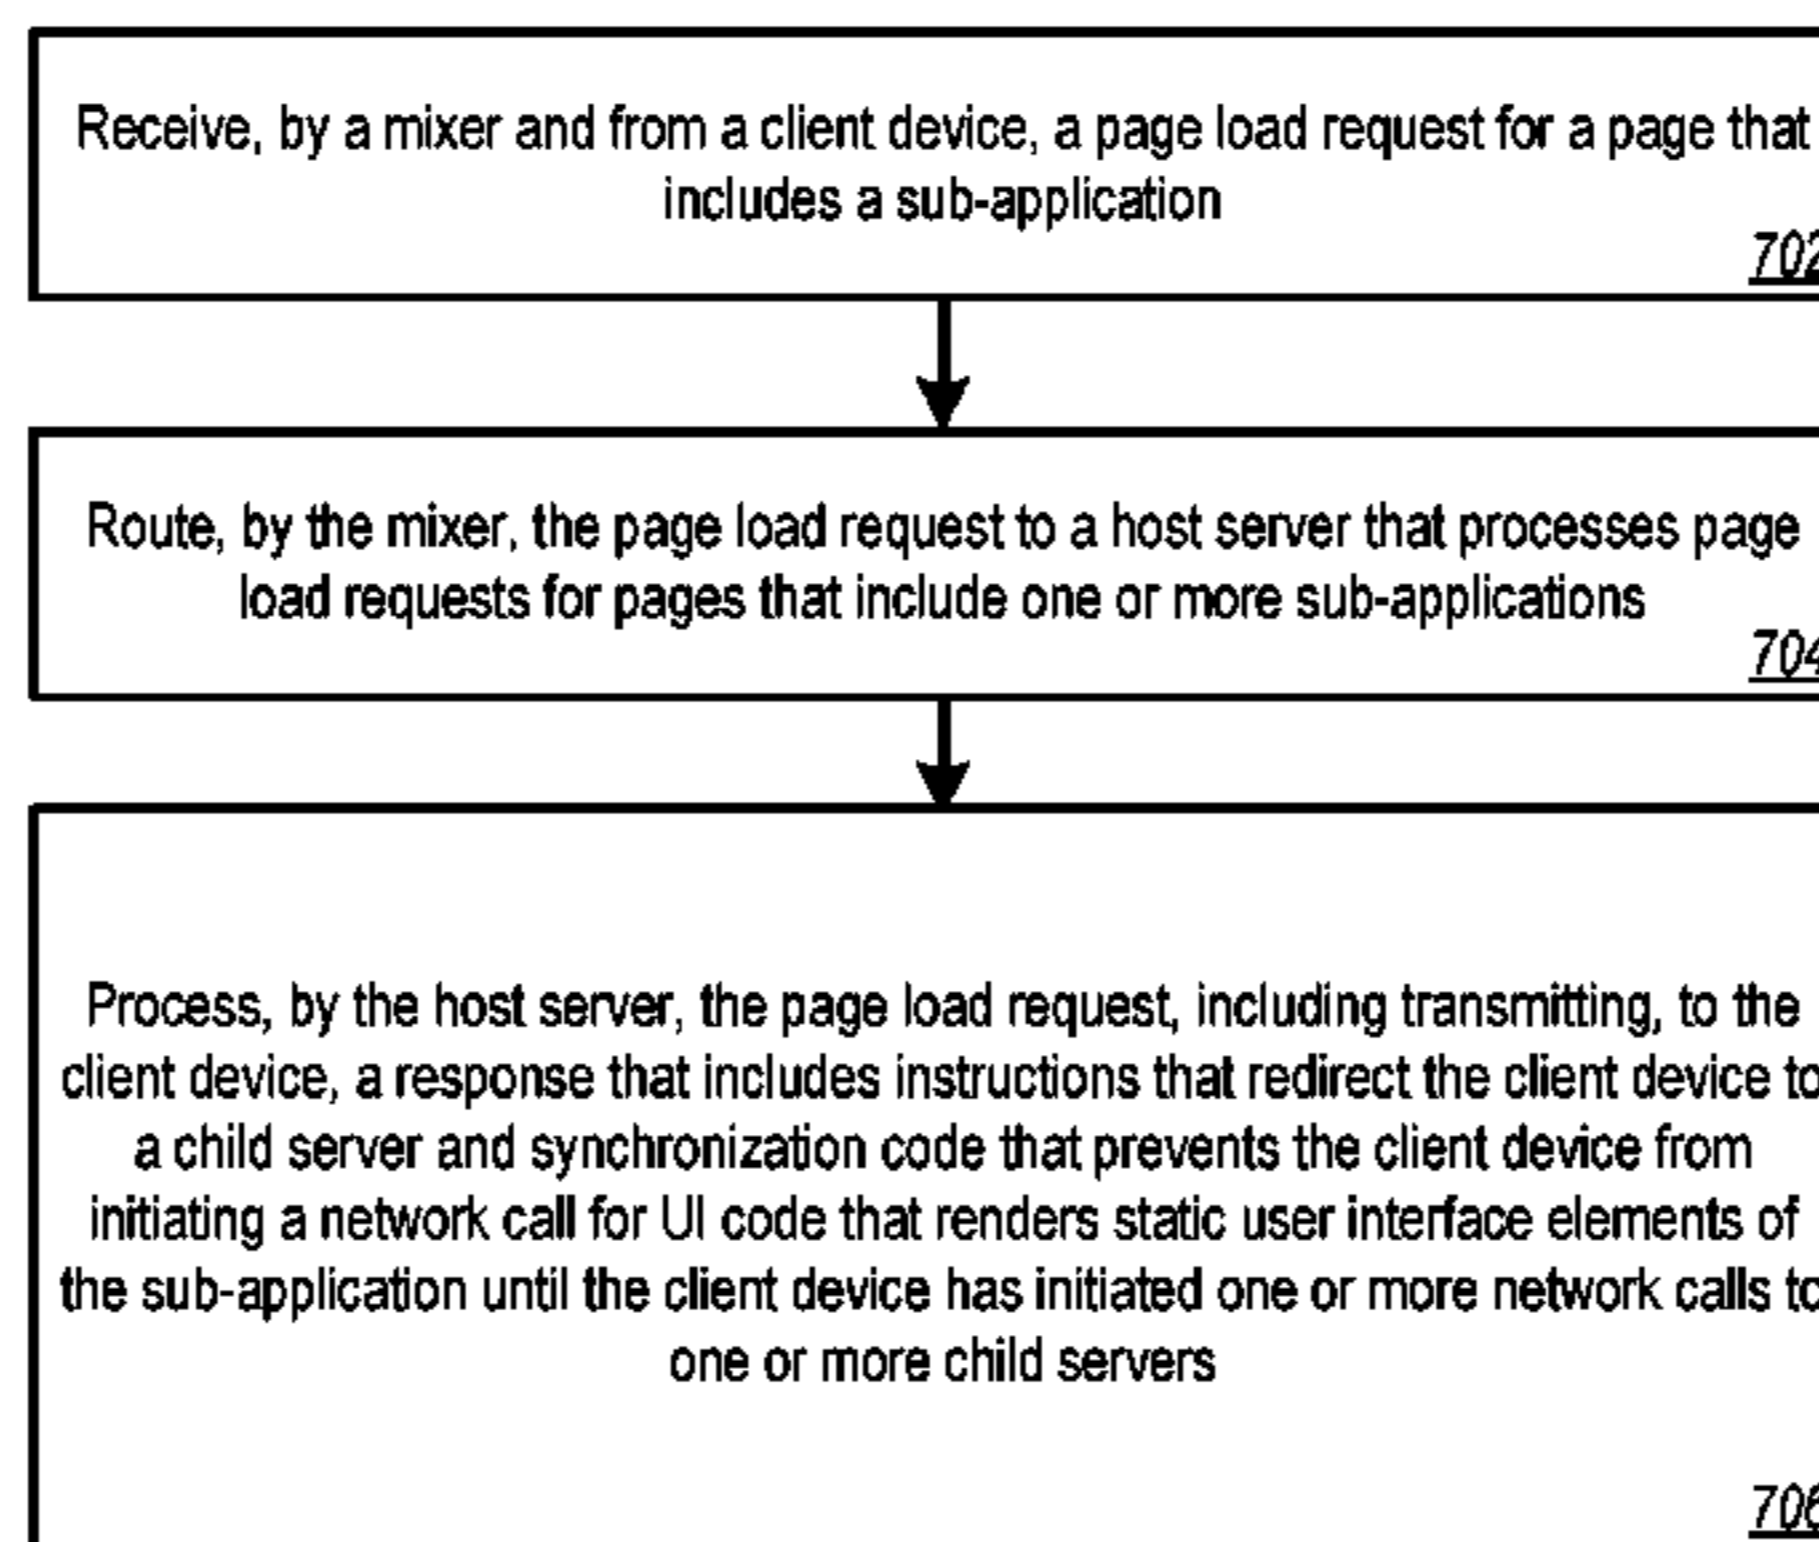 Receive, by a mixer and from a client device, a page load request for a page that
includes a sub-application
702
Route, by the mixer, the page load request to a host server that processes page
load requests for pages that include one or more sub-applications
704
Process, by the host server, the page load request, including transmitting, to the
client device, a response that includes instructions that redirect the client device to
a child server and synchronization code that prevents the client device from
initiating a network call for UI code that renders static user interface elements of
the sub-application until the client device has initiated one or more network calls to
one or more child servers
706